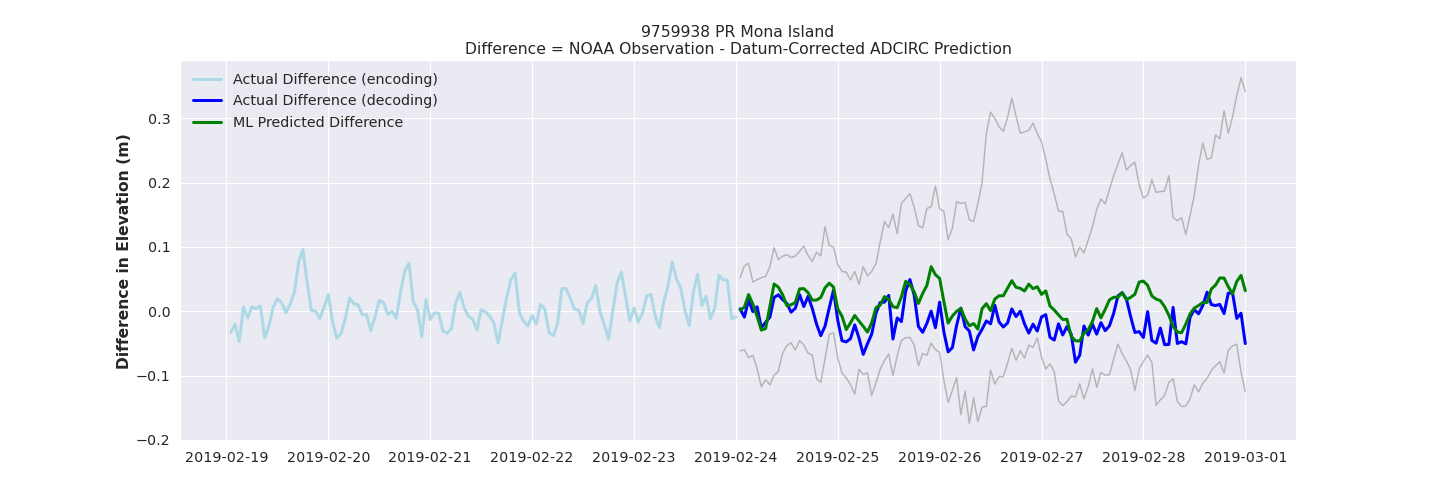 9759938 PR Mona Island
Difference = NOAA Observation - Datum-Corrected ADCIRC Prediction
Actual Difference (encoding)
Actual Difference (decoding)
ML Predicted Difference
Difference in Elevation (m)
0.3
0.2
0.1
0.0
−0.1
−0.2
2019-02-19 2019-02-20 2019-02-21 2019-02-22 2019-02-23 2019-02-24 2019-02-25 2019-02-26 2019-02-27 2019-02-28 2019-03-01